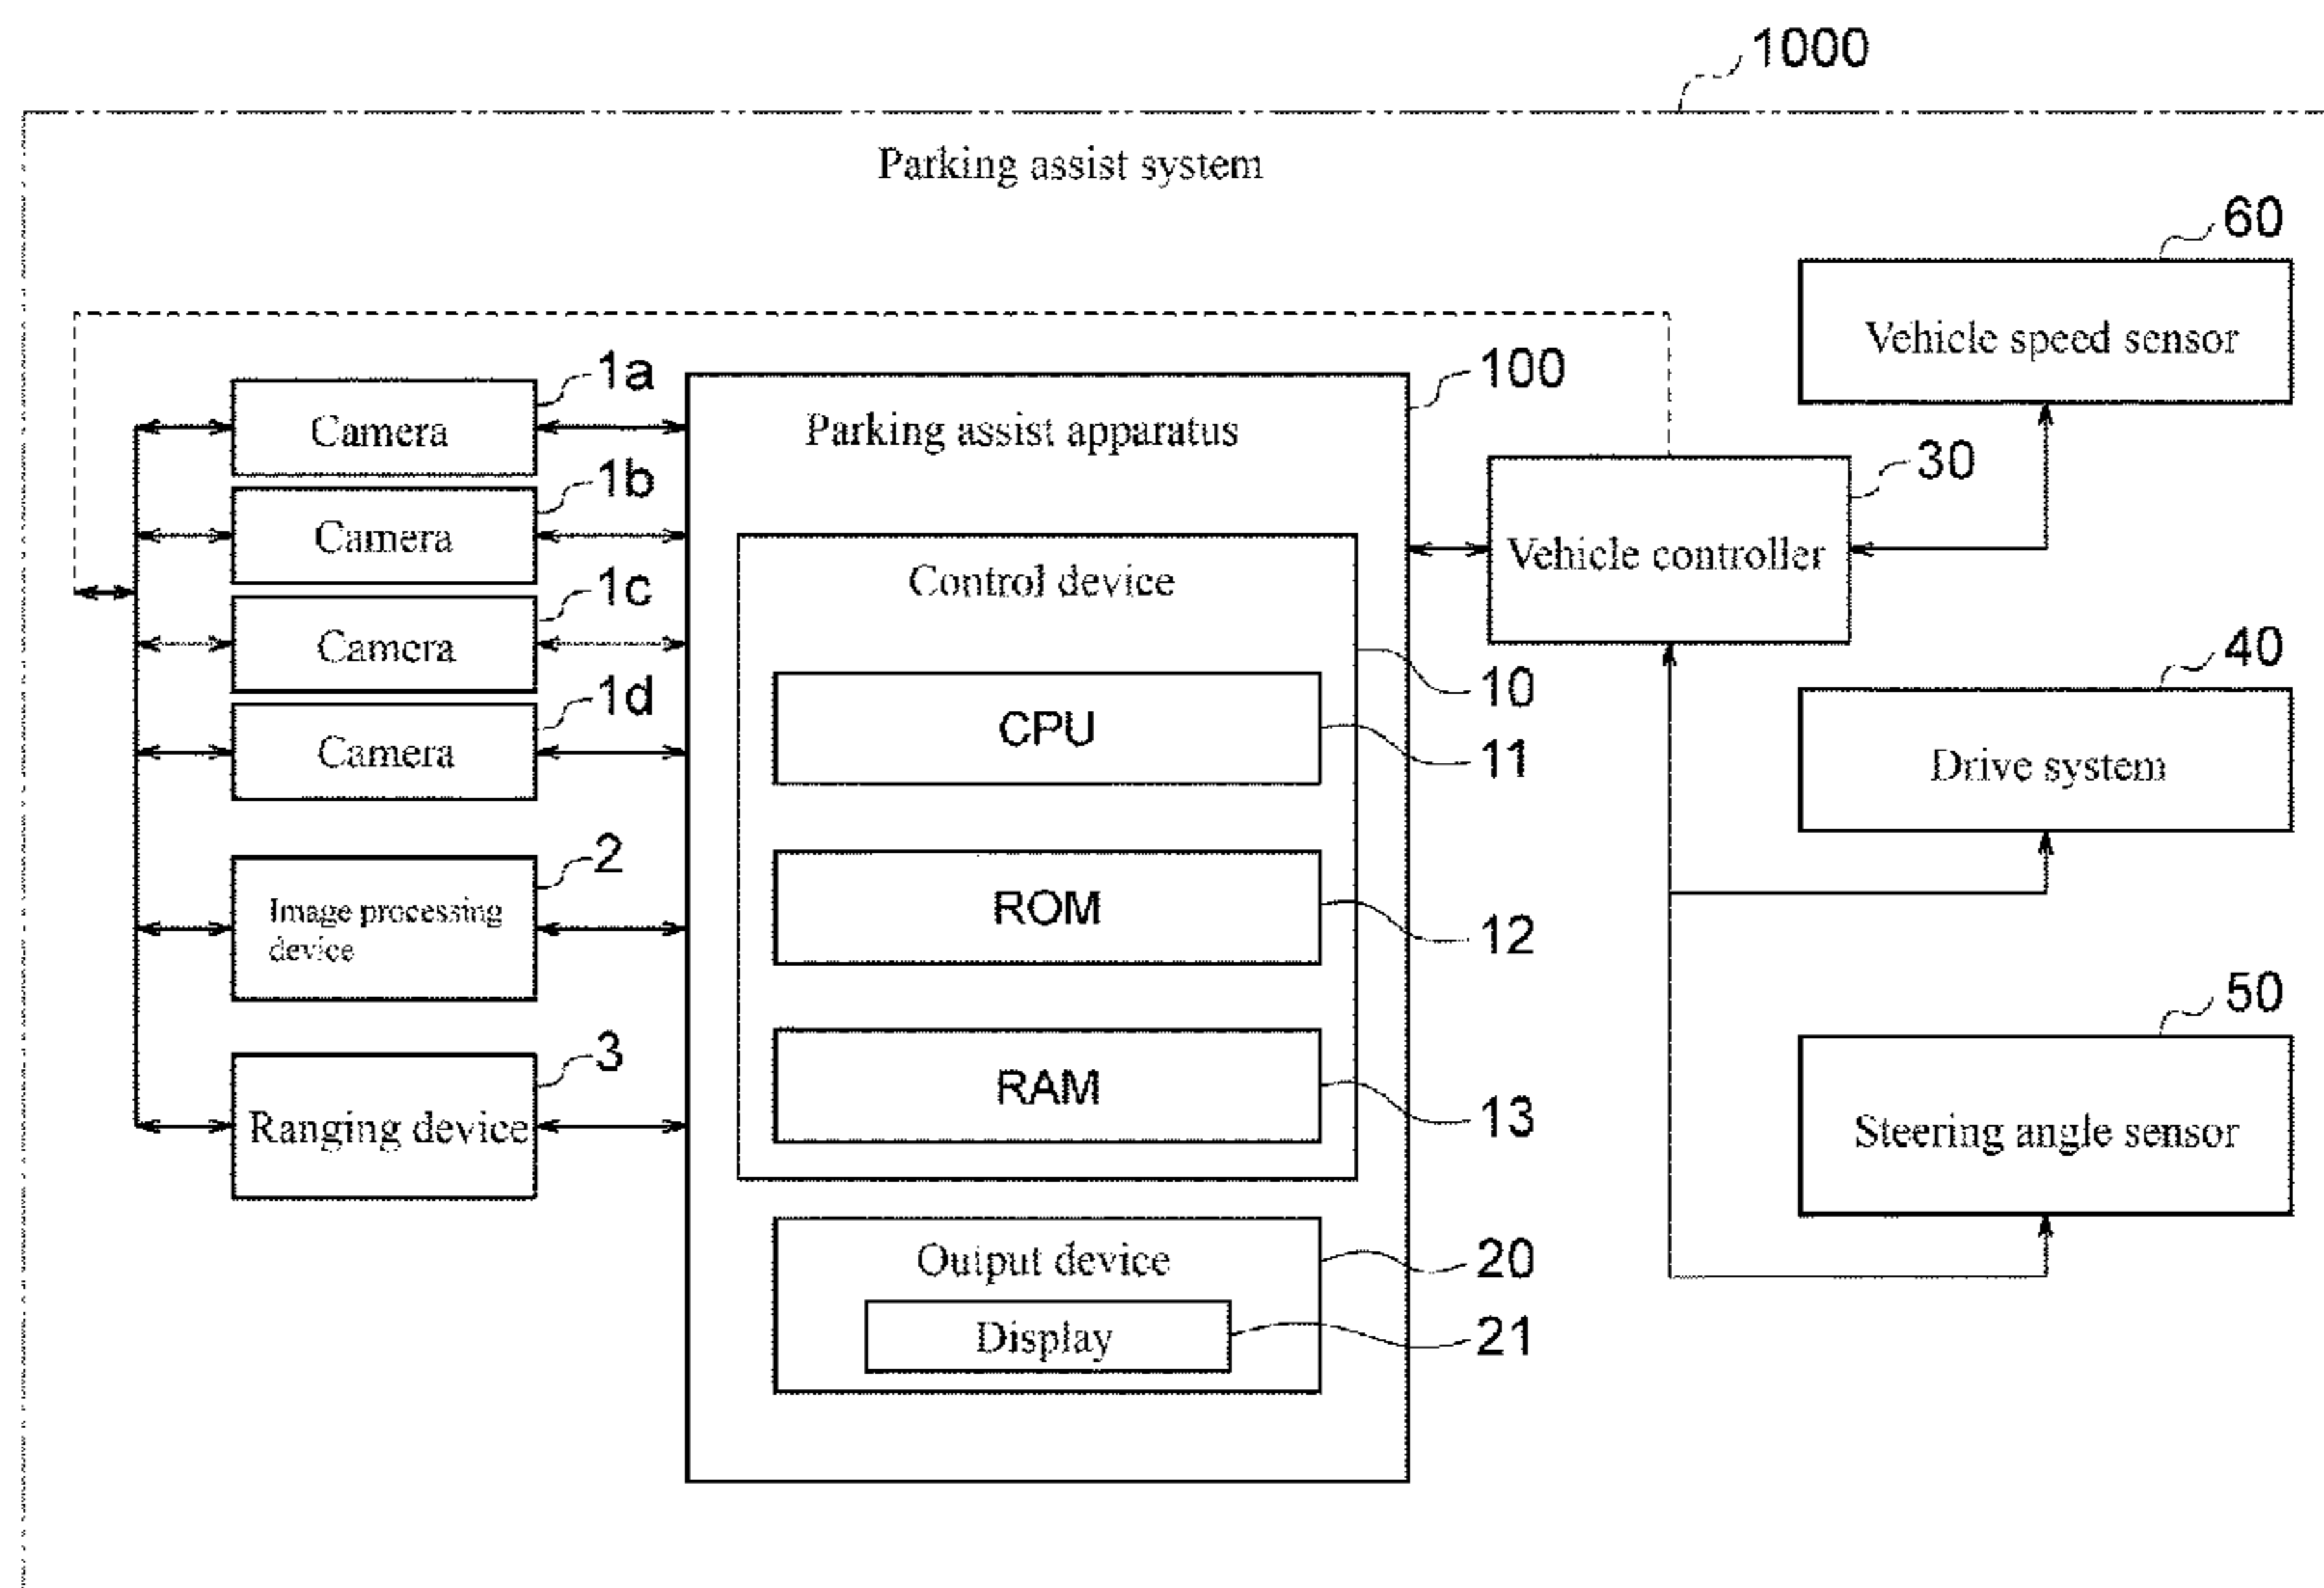 1000
Parking assist system
60
Vehicle speed sensor
1a
Camera
100
Parking assist apparatus
1b
Camera
30
Vehicle controller
1c
Camera
Control device
10
1d
Camera
CPU
11
40
Drive system
2
Image processing
device
ROM
12
3
Ranging device
RAM
13
50
Steering angle sensor
Output device
20
Display
21